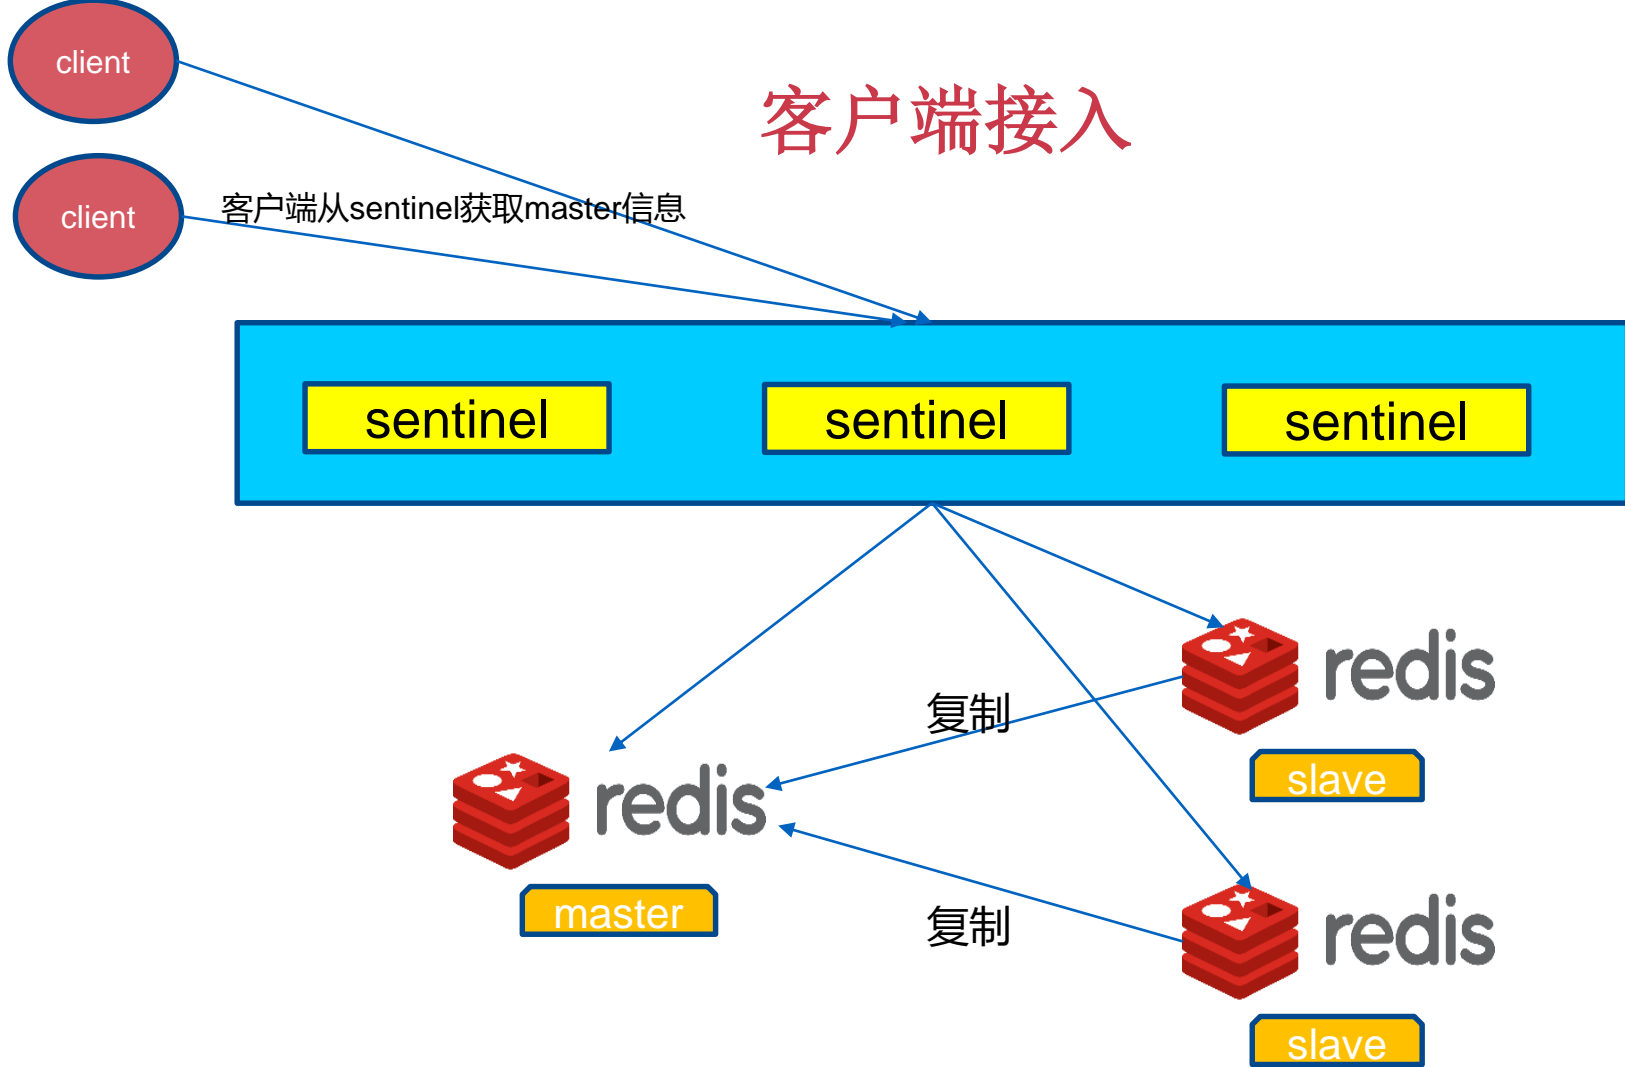 client
客户端接入
client
客户端从sentinel获取master信息
sentinel
sentinel
sentinel
redis
复制
slave
redis
master
复制
redis
slave